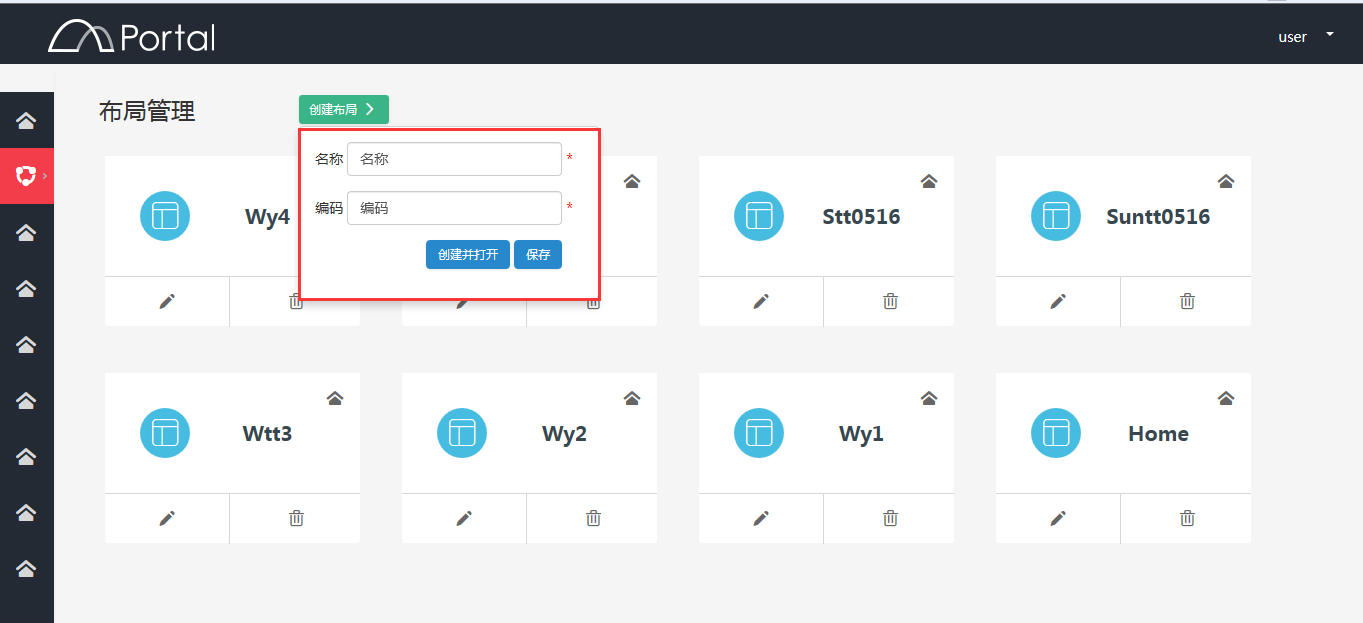 Portal
user
布局管理
创建布局
名称 名称 *
编码 编码 *
创建并打开 保存
Wy4
Stt0516
Suntt0516
Wtt3
Wy2
Wy1
Home